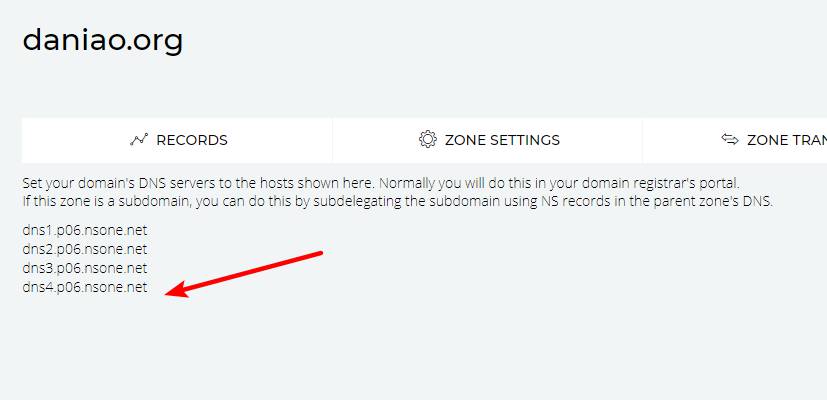 daniao.org
RECORDS
ZONE SETTINGS
ZONE TRAN
Set your domain's DNS servers to the hosts shown here. Normally you will do this in your domain registrar's portal.
If this zone is a subdomain, you can do this by subdelegating the subdomain using NS records in the parent zone's DNS.
dns1.p06.nsone.net
dns2.p06.nsone.net
dns3.p06.nsone.net
dns4.p06.nsone.net